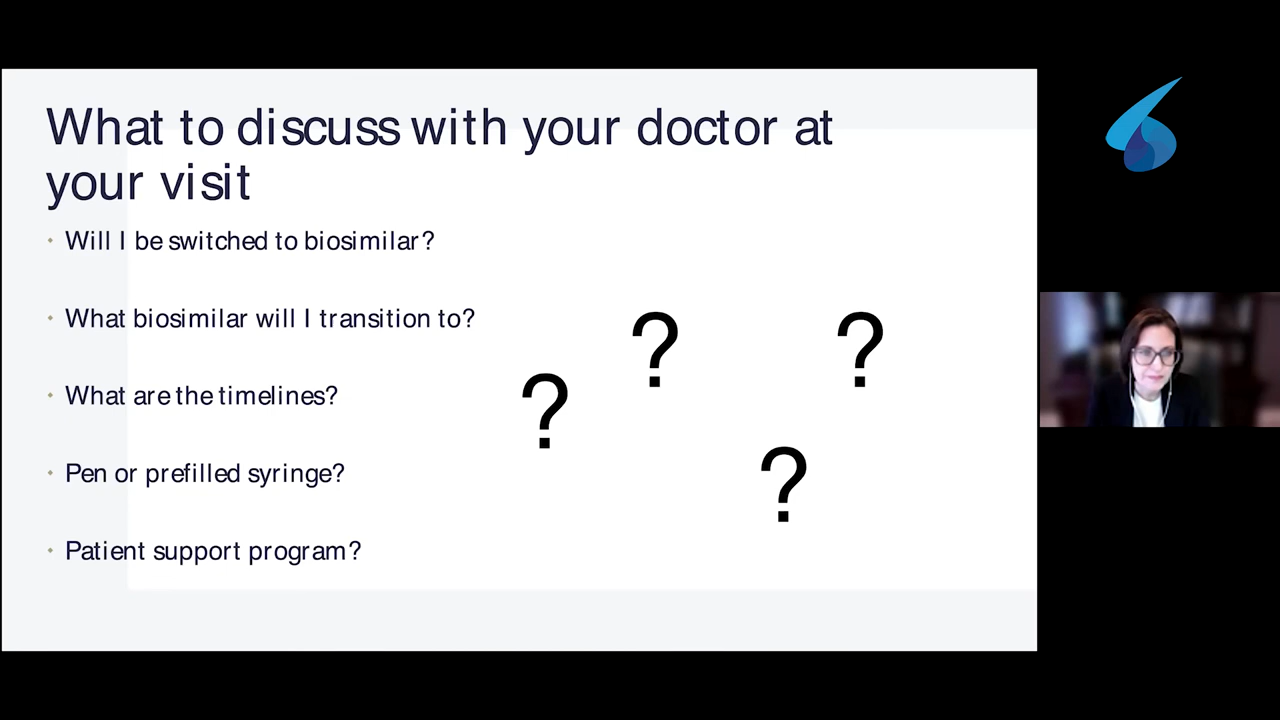 What to discuss with your doctor at
your visit
Will I be switched to biosimilar?
What biosimilar will I transition to?
What are the timelines?
Pen or prefilled syringe?
Patient support program?
? ?
?
?